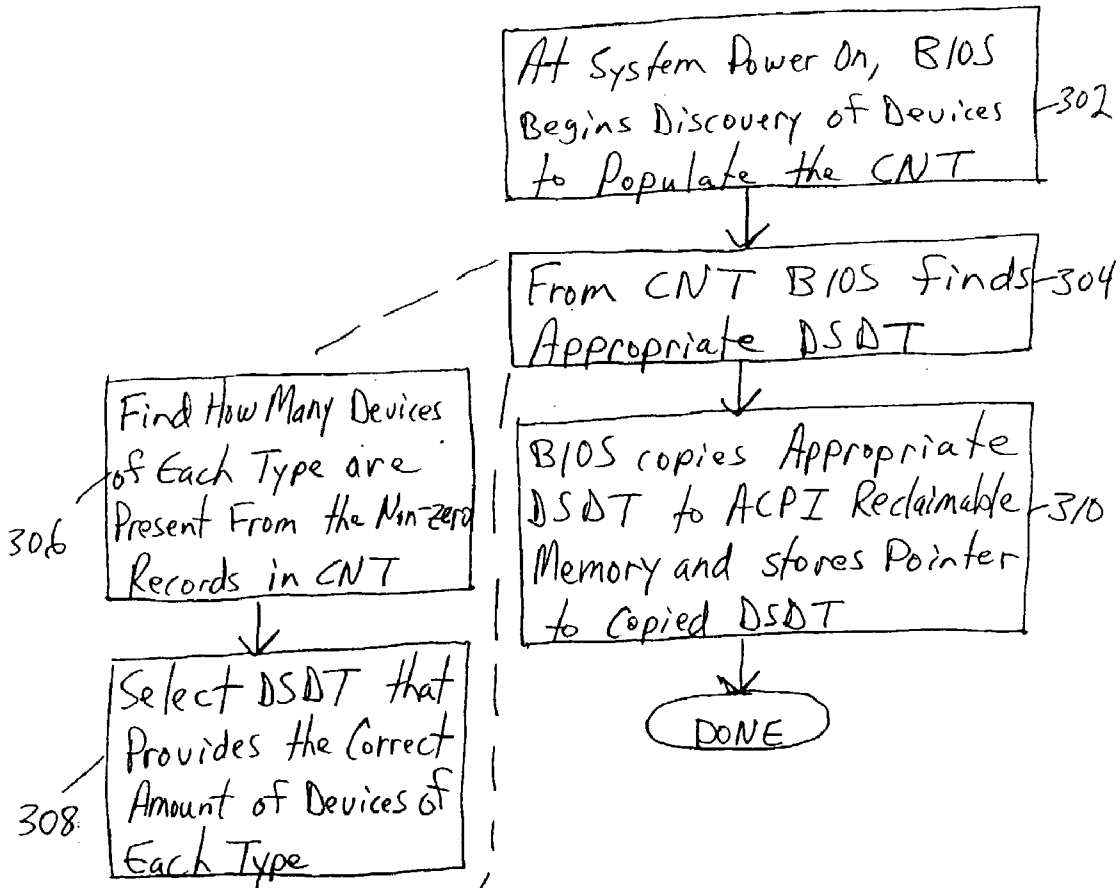 At System Power On, BIOS
Begins Discovery of Devices
to Populate the CNT
302
From CNT BIOS finds
Appropriate DSDT
304
Find How Many Devices
of Each Type are
Present From the Non-zero
Records in CNT
306
Select DSDT that
Provides the Correct
Amount of Devices of
Each Type
308
BIOS copies Appropriate
DSDT to ACPI Reclaimable
Memory and stores Pointer
to Copied DSDT
310
DONE